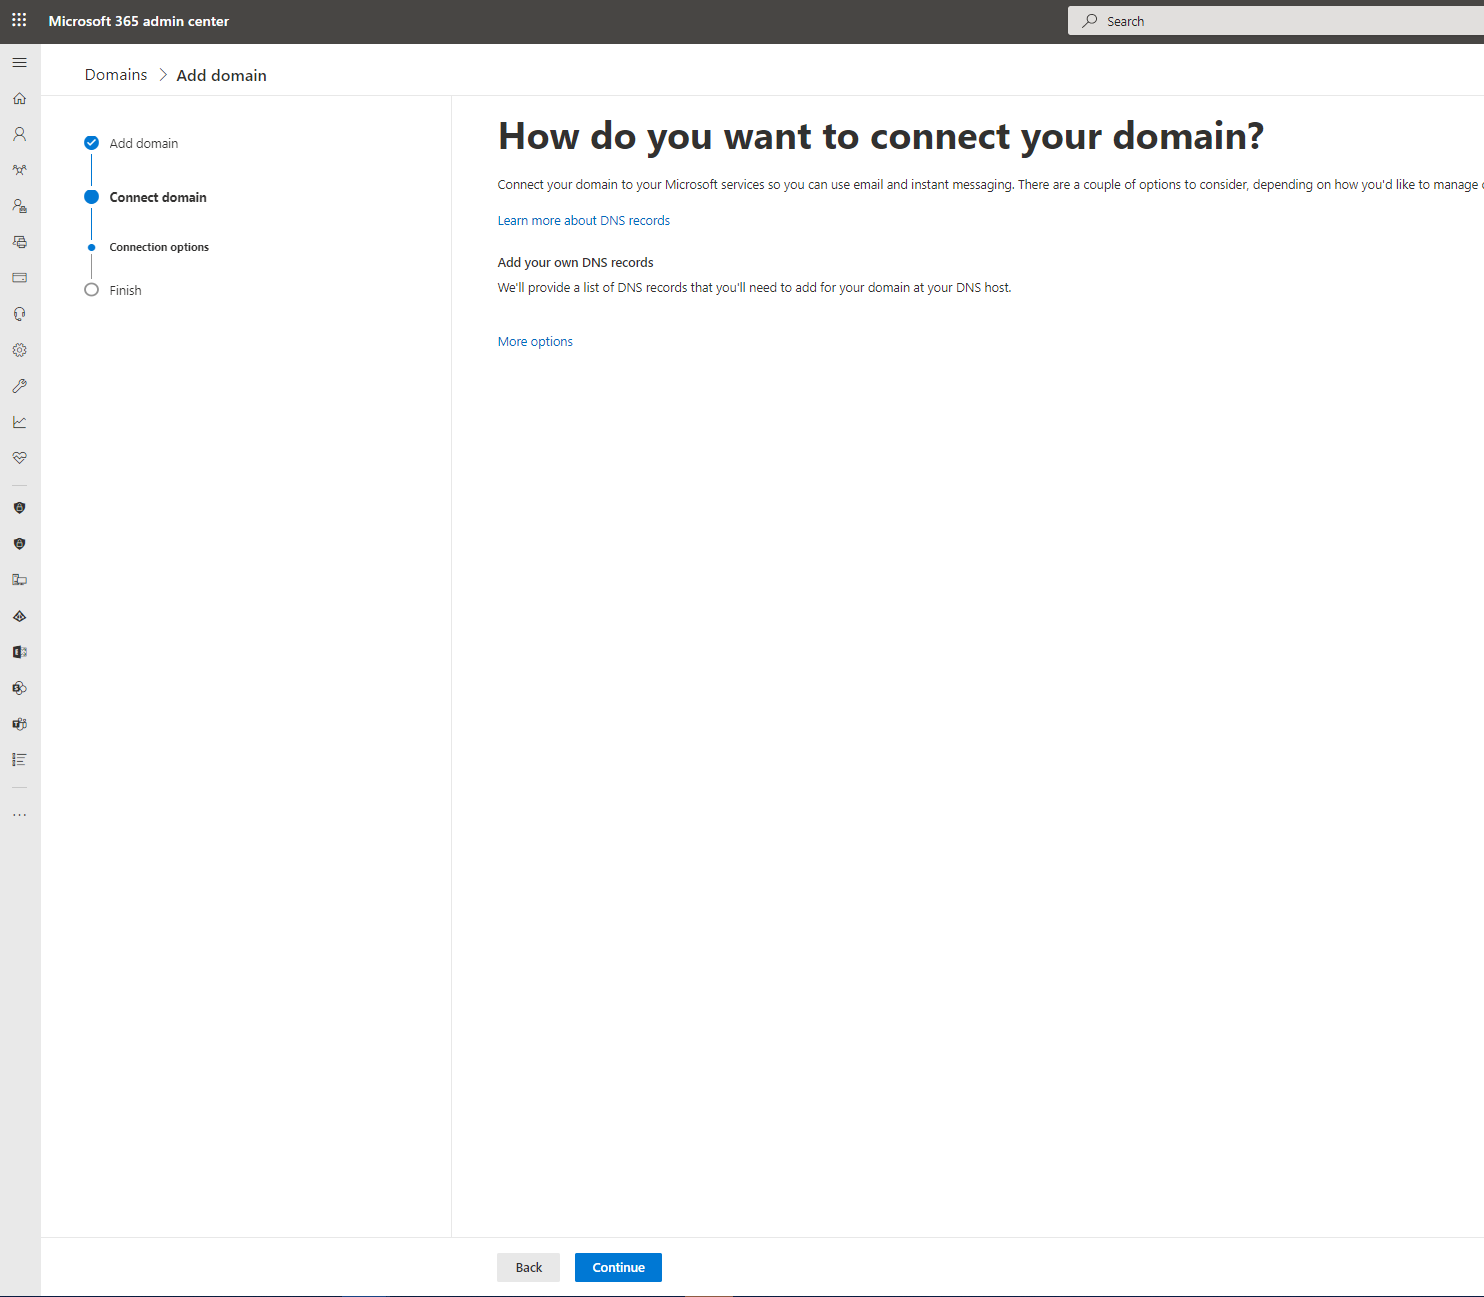 Microsoft 365 admin center
Search
Domains > Add domain
Add domain
Connect domain
Connection options
Finish
How do you want to connect your domain?
Connect your domain to your Microsoft services so you can use email and instant messaging. There are a couple of options to consider, depending on how you'd like to manage
Learn more about DNS records
Add your own DNS records
We'll provide a list of DNS records that you'll need to add for your domain at your DNS host.
More options
Back
Continue